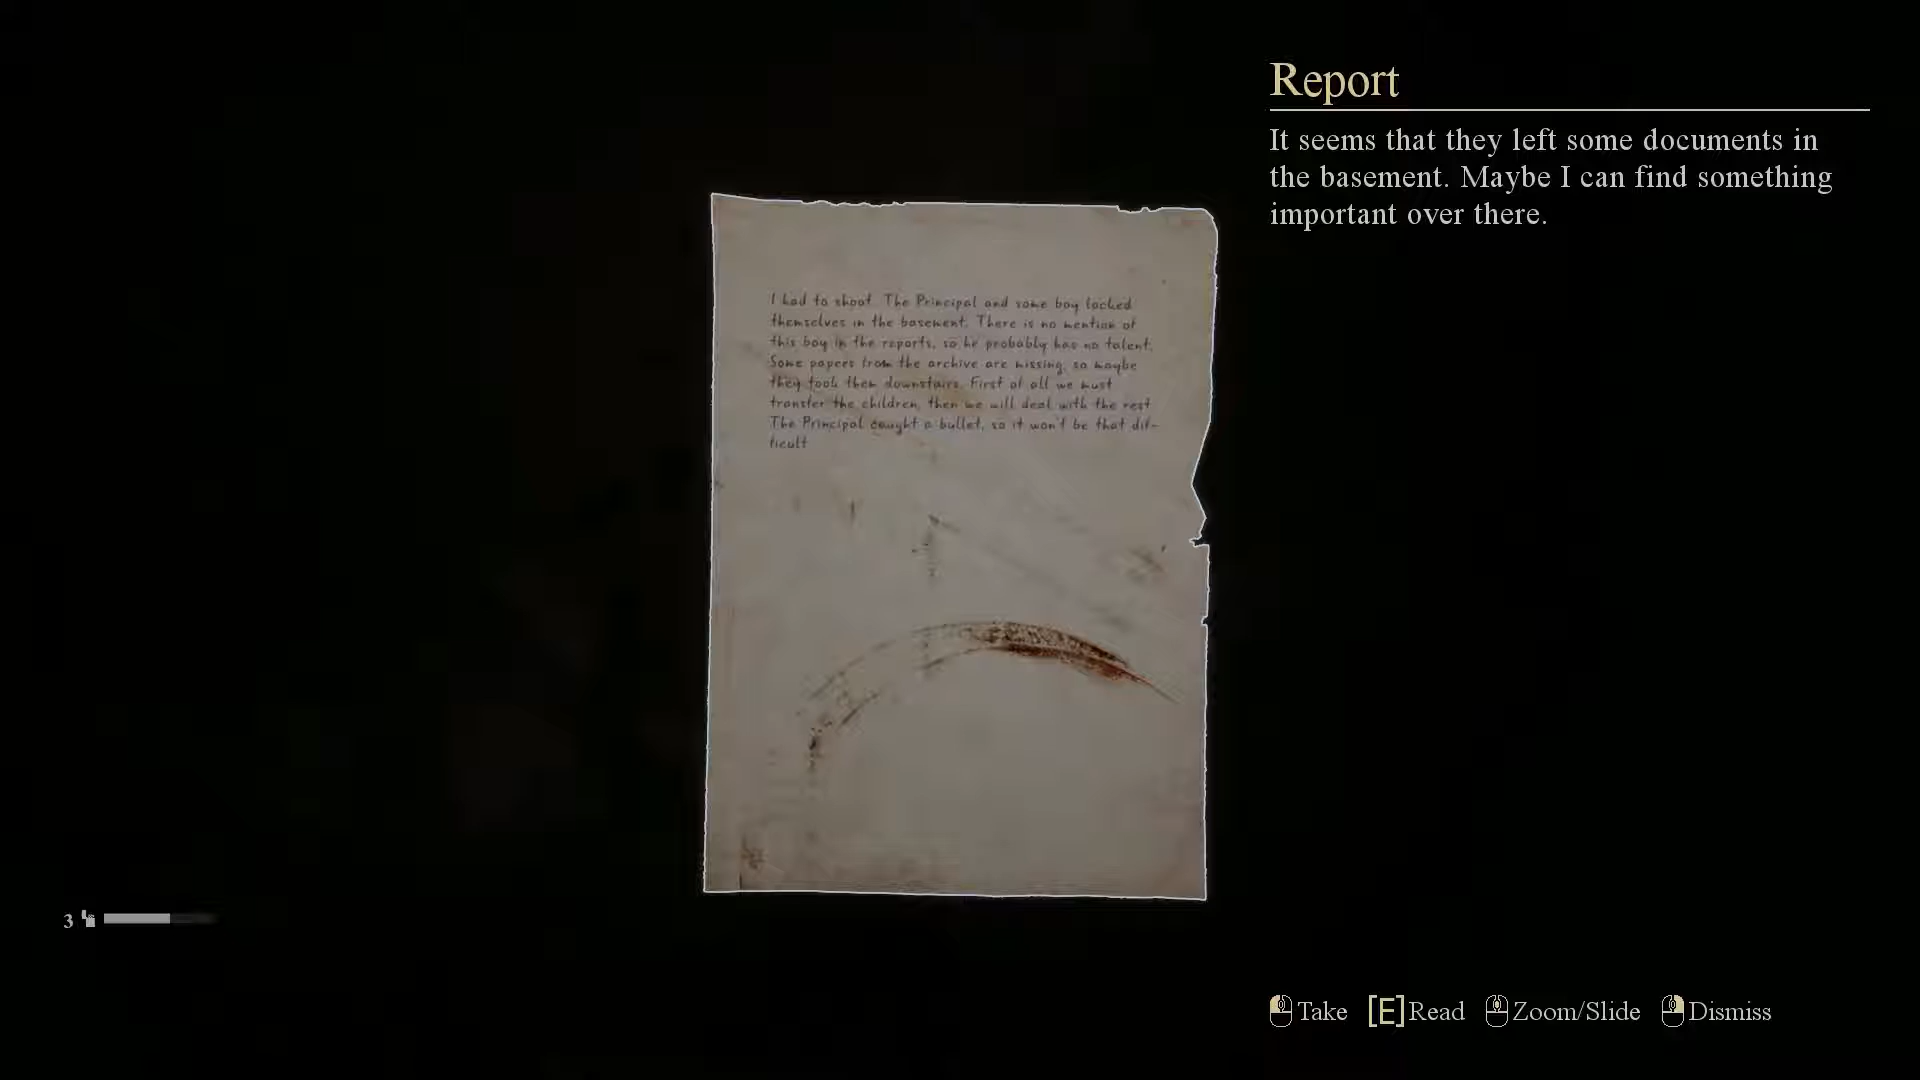 Report
It seems that they left some documents in
the basement. Maybe I can find something
important over there.
I had to shoot. The Principal and some boy locked
themselves in the basement. There is no mention of
this boy in the reports, so he probably has no talent.
Some papers from the archive are missing, so maybe
they took them downstairs. First of all we must
transfer the children, then we will deal with the rest
The Principal caught a bullet, so it won't be that dif-
ficult
3
Take [E] Read Zoom/Slide Dismiss